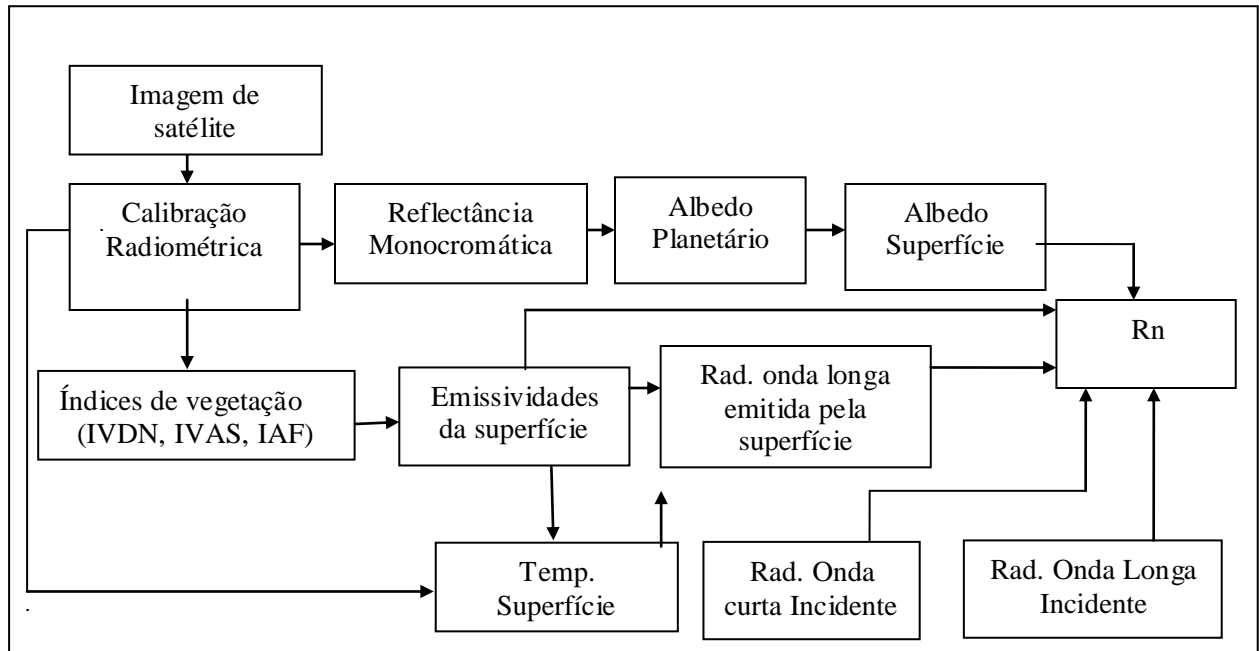 Imagem de
satélite
Calibração
Radiométrica
Reflectância
Monocromática
Albedo
Planetário
Albedo
Superfície
Rn
Índices de vegetação
(IVDN, IVAS, IAF)
Emissividades
da superfície
Rad. onda longa
emitida pela
superfície
Temp.
Superfície
Rad. Onda
curta Incidente
Rad. Onda Longa
Incidente